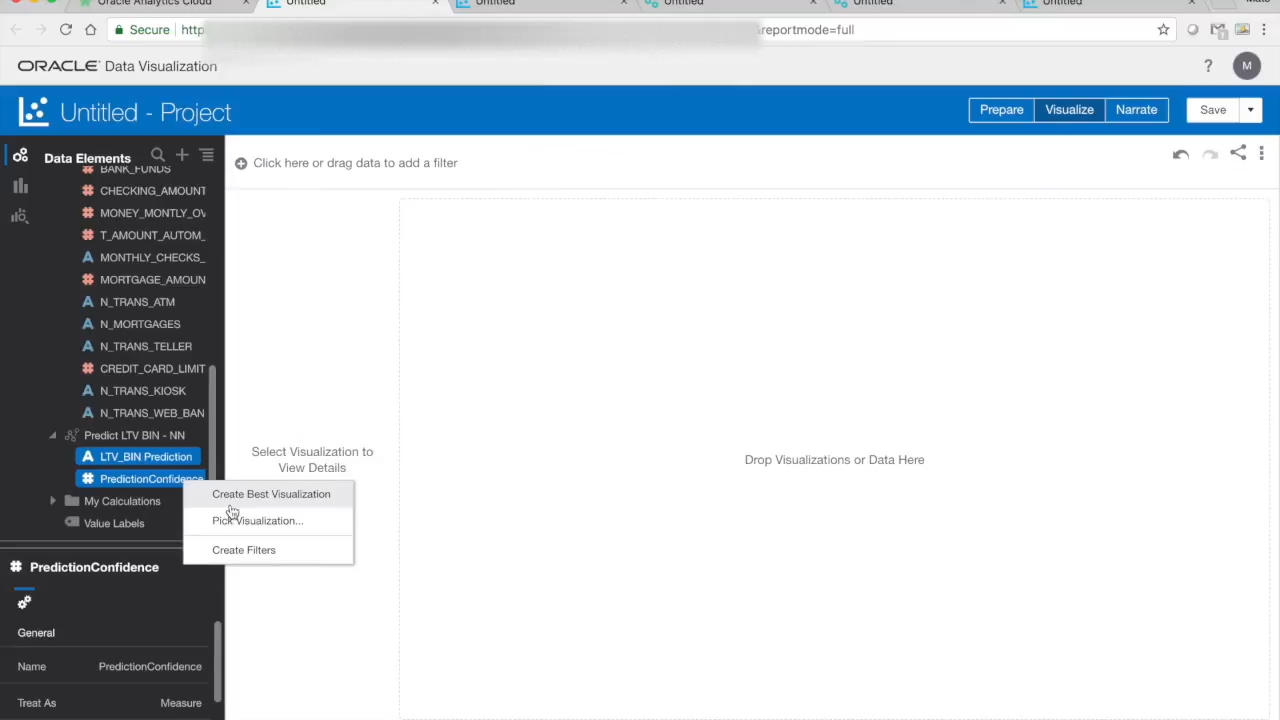 Oracle Analytics Cloud
Untitled
Untitled
Untitled
Untitled
Untitled
Secure
http
&reportmode=full
ORACLE Data Visualization
?
M
Untitled - Project
Prepare
Visualize
Narrate
Save
Data Elements
Click here or drag data to add a filter
BANK_FUNDS
CHECKING_AMOUNT
MONEY_MONTLY_OV
T_AMOUNT_AUTOM_
A MONTHLY_CHECKS_
MORTGAGE_AMOUN
A N_TRANS_ATM
A N_MORTGAGES
A N_TRANS_TELLER
CREDIT_CARD_LIMIT
A N_TRANS_KIOSK
A N_TRANS_WEB_BAN
Predict LTV BIN - NN
A LTV_BIN Prediction
PredictionConfidence
My Calculations
Value Labels
Create Best Visualization
Pick Visualization...
Create Filters
Select Visualization to
View Details
Drop Visualizations or Data Here
PredictionConfidence
General
Name PredictionConfidence
Treat As Measure